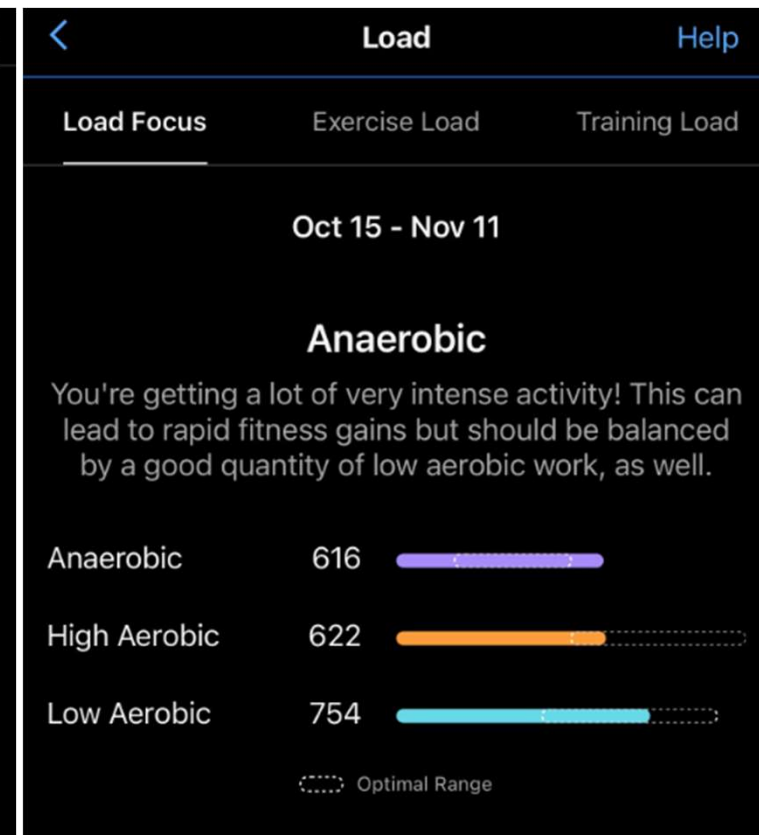 Load
Help
Load Focus
Exercise Load
Training Load
Oct 15 - Nov 11
Anaerobic
You're getting a lot of very intense activity! This can
lead to rapid fitness gains but should be balanced
by a good quantity of low aerobic work, as well.
Anaerobic 616
High Aerobic 622
Low Aerobic 754
Optimal Range